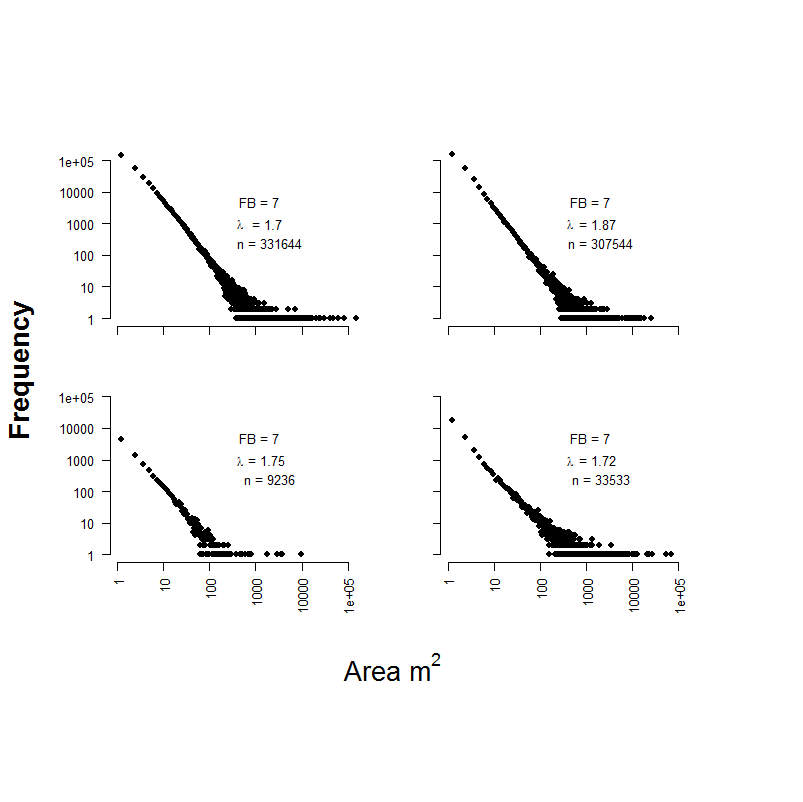 Frequency
1e+05
10000
1000
100
10
1
FB = 7
λ = 1.7
n = 331644
FB = 7
λ = 1.87
n = 307544
1e+05
10000
1000
100
10
1
FB = 7
λ = 1.75
n = 9236
FB = 7
λ = 1.72
n = 33533
1 10 100 1000 10000 1e+05
1 10 100 1000 10000 1e+05
Area m²